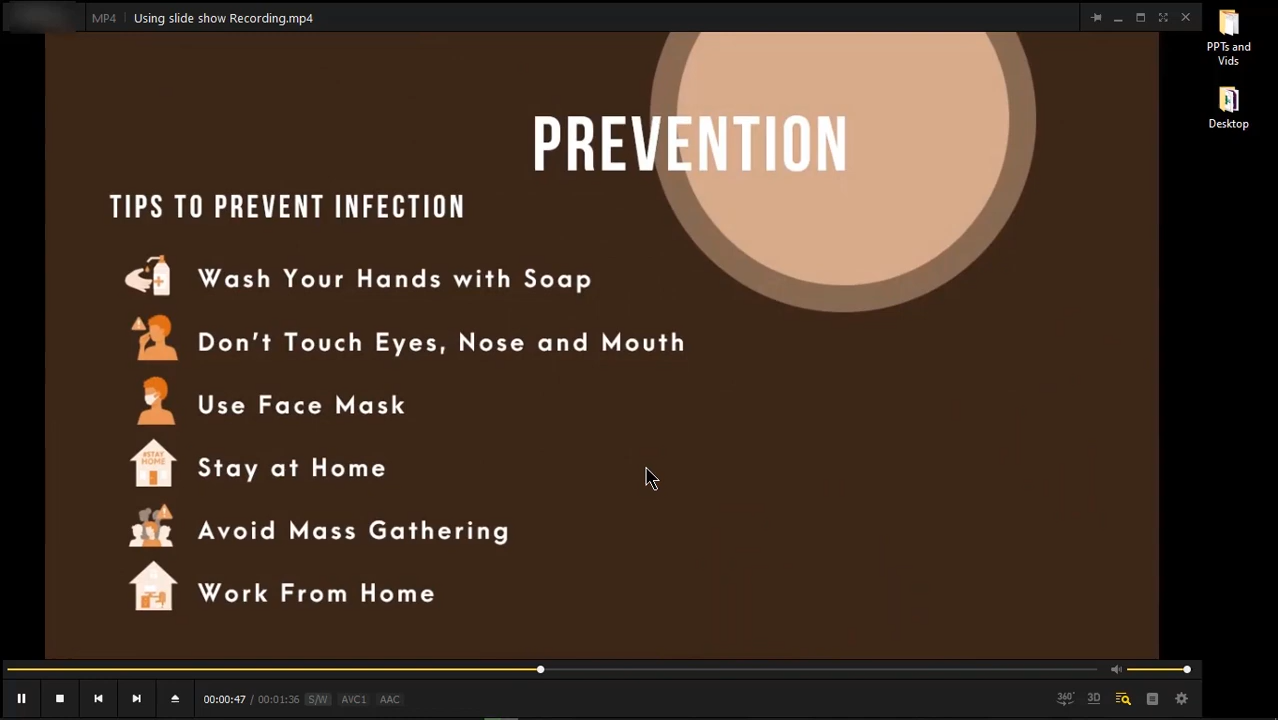 MP4 Using slide show Recording.mp4
PPTs and
Vids
Desktop
PREVENTION
TIPS TO PREVENT INFECTION
Wash Your Hands with Soap
Don't Touch Eyes, Nose and Mouth
Use Face Mask
#STAY
HOME
Stay at Home
Avoid Mass Gathering
Work From Home
00:00:47 / 00:01:36 S/W AVC1 AAC
360° 3D